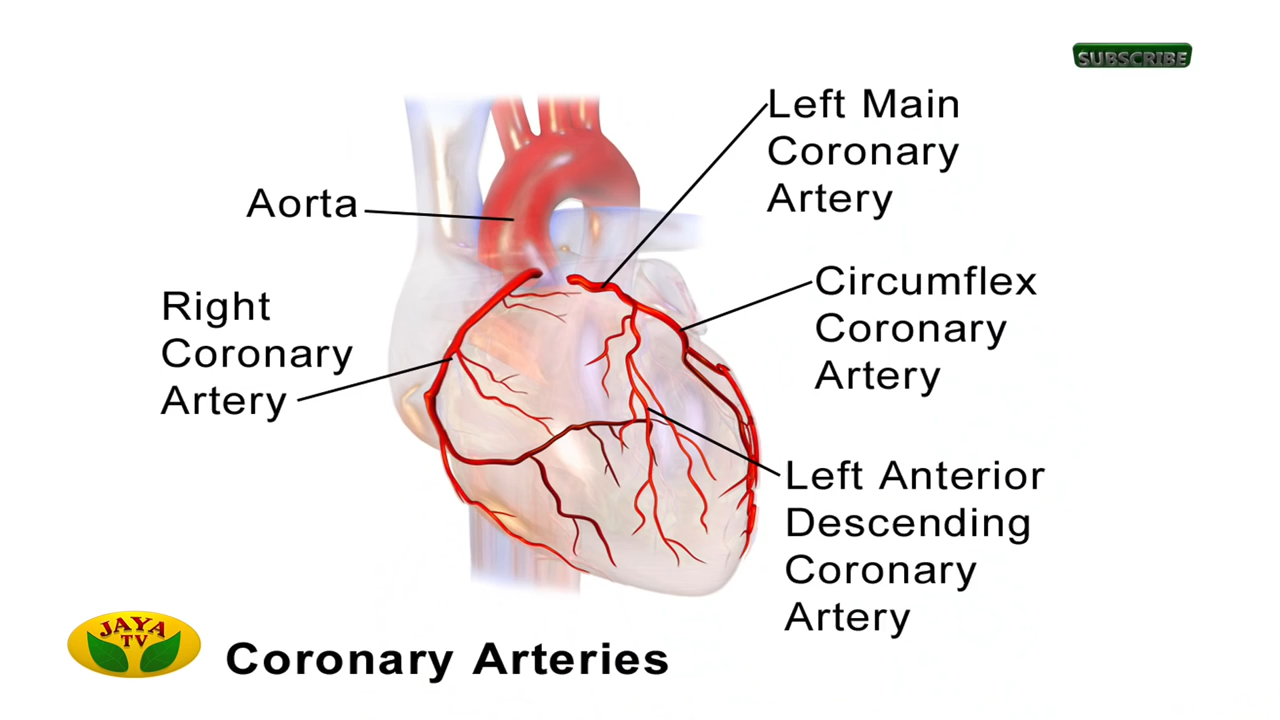 SUBSCRIBE
Left Main
Coronary
Artery
Aorta
Circumflex
Coronary
Artery
Right
Coronary
Artery
Left Anterior
Descending
Coronary
Artery
JAYA
TV
Coronary Arteries